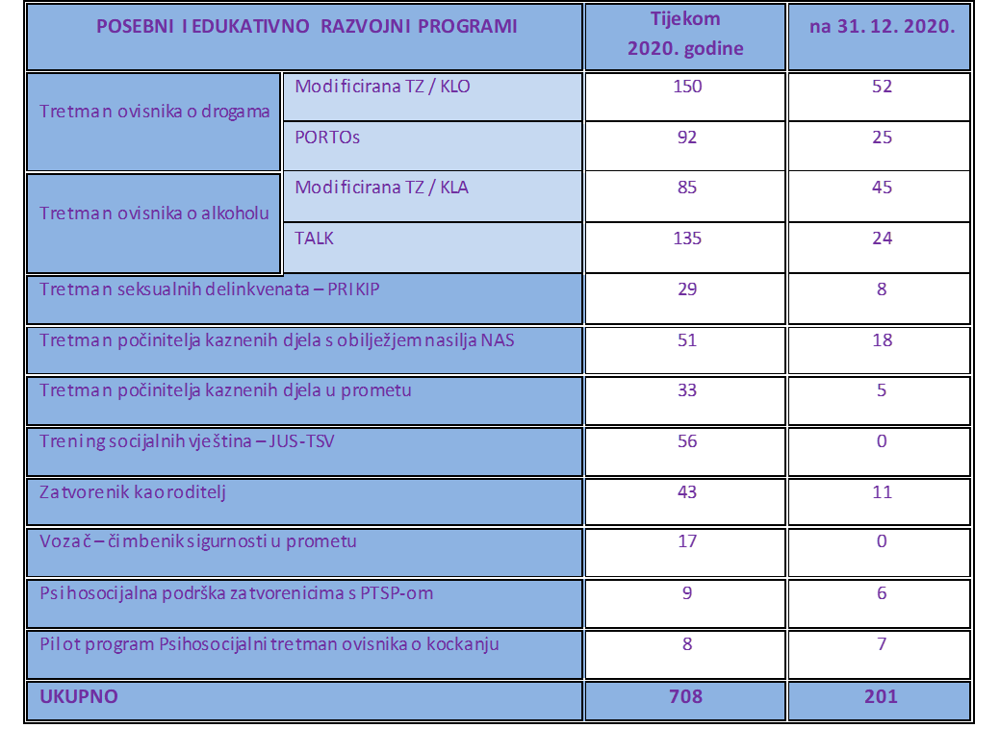 POSEBNI I EDUKATIVNO RAZVOJNI PROGRAMI
Tijekom
2020. godine
na 31. 12. 2020.
Tretman ovisnika o drogama
Modificirana TZ / KLO
150
52
PORTOs
92
25
Tretman ovisnika o alkoholu
Modificirana TZ / KLA
85
45
TALK
135
24
Tretman seksualnih delinkvenata – PRIKIP
29
8
Tretman počinitelja kaznenih djela s obilježjem nasilja NAS
51
18
Tretman počinitelja kaznenih djela u prometu
33
5
Trening socijalnih vještina – JUS-TSV
56
0
Zatvorenik kao roditelj
43
11
Vozač – čimbenik sigurnosti u prometu
17
0
Psihosocijalna podrška zatvorenicima s PTSP-om
9
6
Pilot program Psihosocijalni tretman ovisnika o kockanju
8
7
UKUPNO
708
201